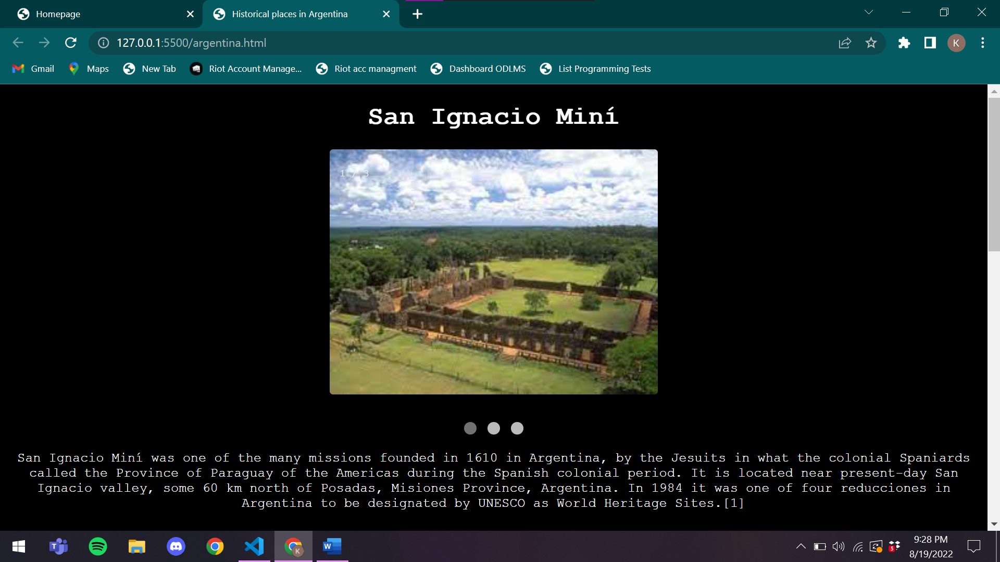 Homepage
Historical places in Argentina
127.0.0.1:5500/argentina.html
K
Gmail
Maps
New Tab
Riot Account Manage...
Riot acc managment
Dashboard ODLMS
List Programming Tests
San Ignacio Miní
1 / 3
San Ignacio Miní was one of the many missions founded in 1610 in Argentina, by the Jesuits in what the colonial Spaniards
called the Province of Paraguay of the Americas during the Spanish colonial period. It is located near present-day San
Ignacio valley, some 60 km north of Posadas, Misiones Province, Argentina. In 1984 it was one of four reducciones in
Argentina to be designated by UNESCO as World Heritage Sites.[1]
T
K
W
5
9:28 PM
8/19/2022